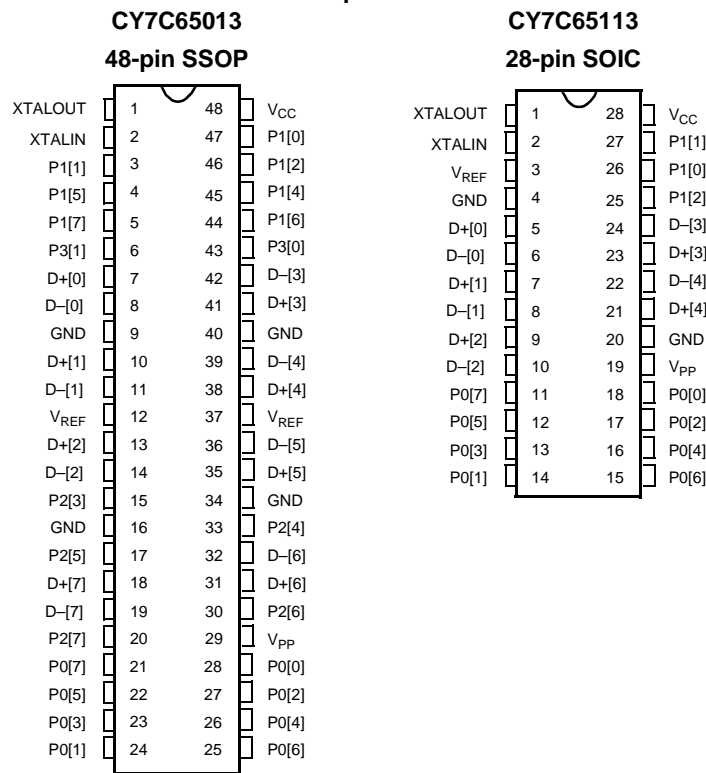 CY7C65013
48-pin SSOP
XTALOUT 1 48 VCC
XTALIN 2 47 P1[0]
P1[1] 3 46 P1[2]
P1[5] 4 45 P1[4]
P1[7] 5 44 P1[6]
P3[1] 6 43 P3[0]
D+[0] 7 42 D–[3]
D–[0] 8 41 D+[3]
GND 9 40 GND
D+[1] 10 39 D–[4]
D–[1] 11 38 D+[4]
VREF 12 37 VREF
D+[2] 13 36 D–[5]
D–[2] 14 35 D+[5]
P2[3] 15 34 GND
GND 16 33 P2[4]
P2[5] 17 32 D–[6]
D+[7] 18 31 D+[6]
D–[7] 19 30 P2[6]
P2[7] 20 29 VPP
P0[7] 21 28 P0[0]
P0[5] 22 27 P0[2]
P0[3] 23 26 P0[4]
P0[1] 24 25 P0[6]
CY7C65113
28-pin SOIC
XTALOUT 1 28 VCC
XTALIN 2 27 P1[1]
VREF 3 26 P1[0]
GND 4 25 P1[2]
D+[0] 5 24 D–[3]
D–[0] 6 23 D+[3]
D+[1] 7 22 D–[4]
D–[1] 8 21 D+[4]
D+[2] 9 20 GND
D–[2] 10 19 VPP
P0[7] 11 18 P0[0]
P0[5] 12 17 P0[2]
P0[3] 13 16 P0[4]
P0[1] 14 15 P0[6]